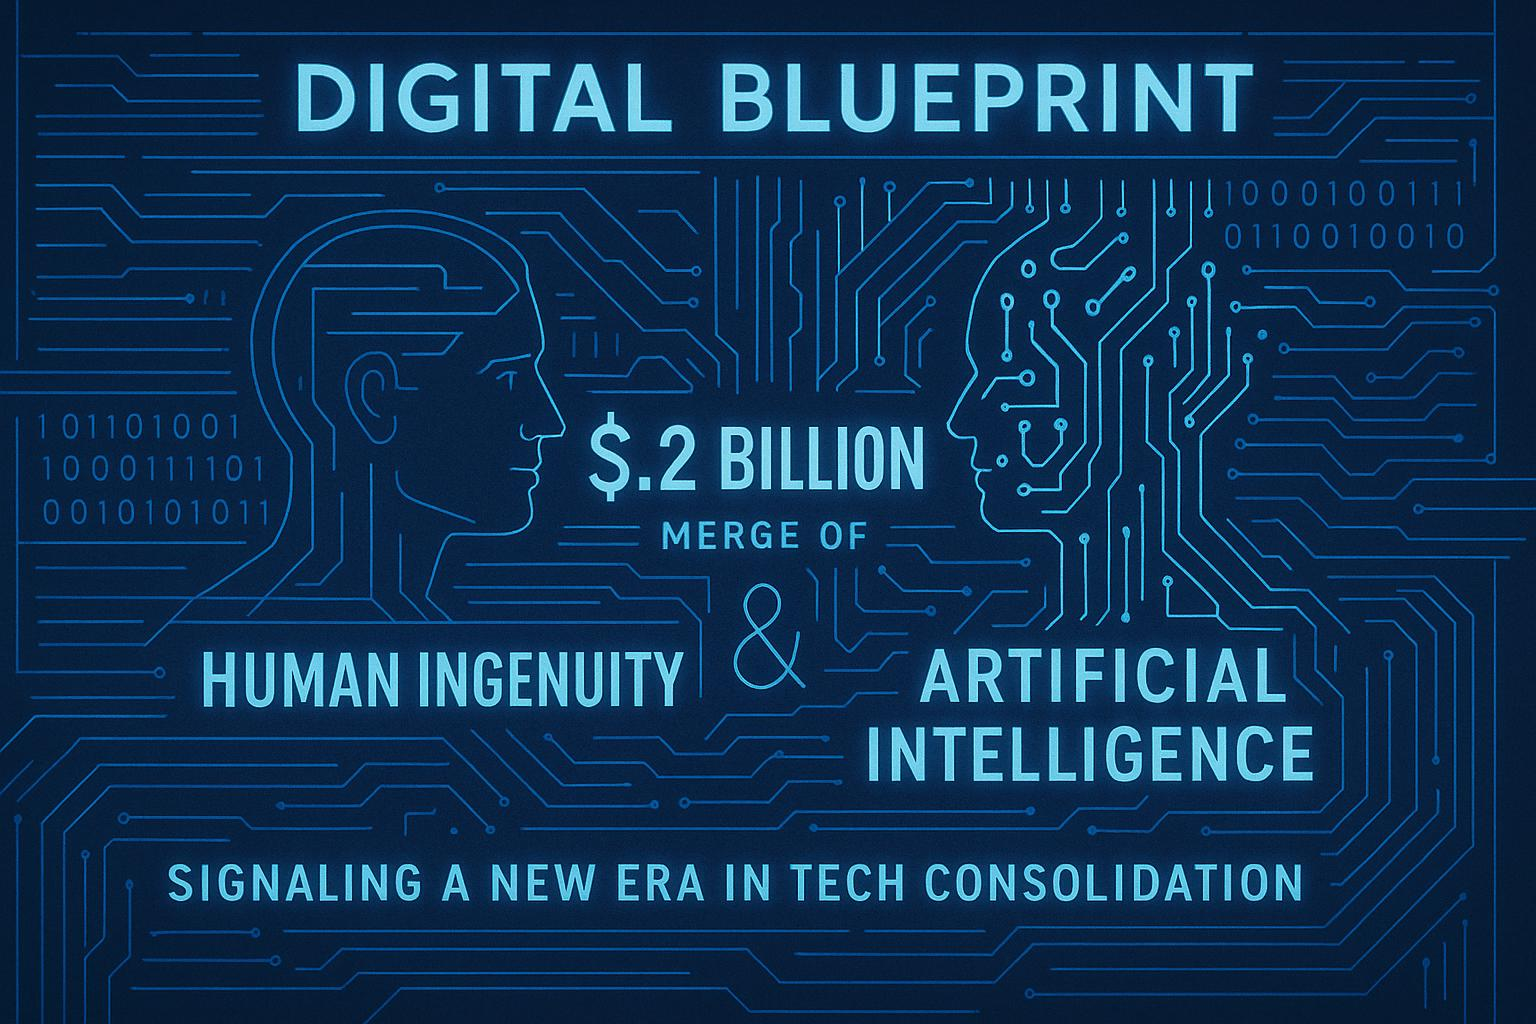 DIGITAL BLUEPRINT
1000100111
0110010010
101101001
1000111101
0010101011
$.2 BILLION
MERGE OF
&
HUMAN INGENUITY
ARTIFICIAL
INTELLIGENCE
SIGNALING A NEW ERA IN TECH CONSOLIDATION